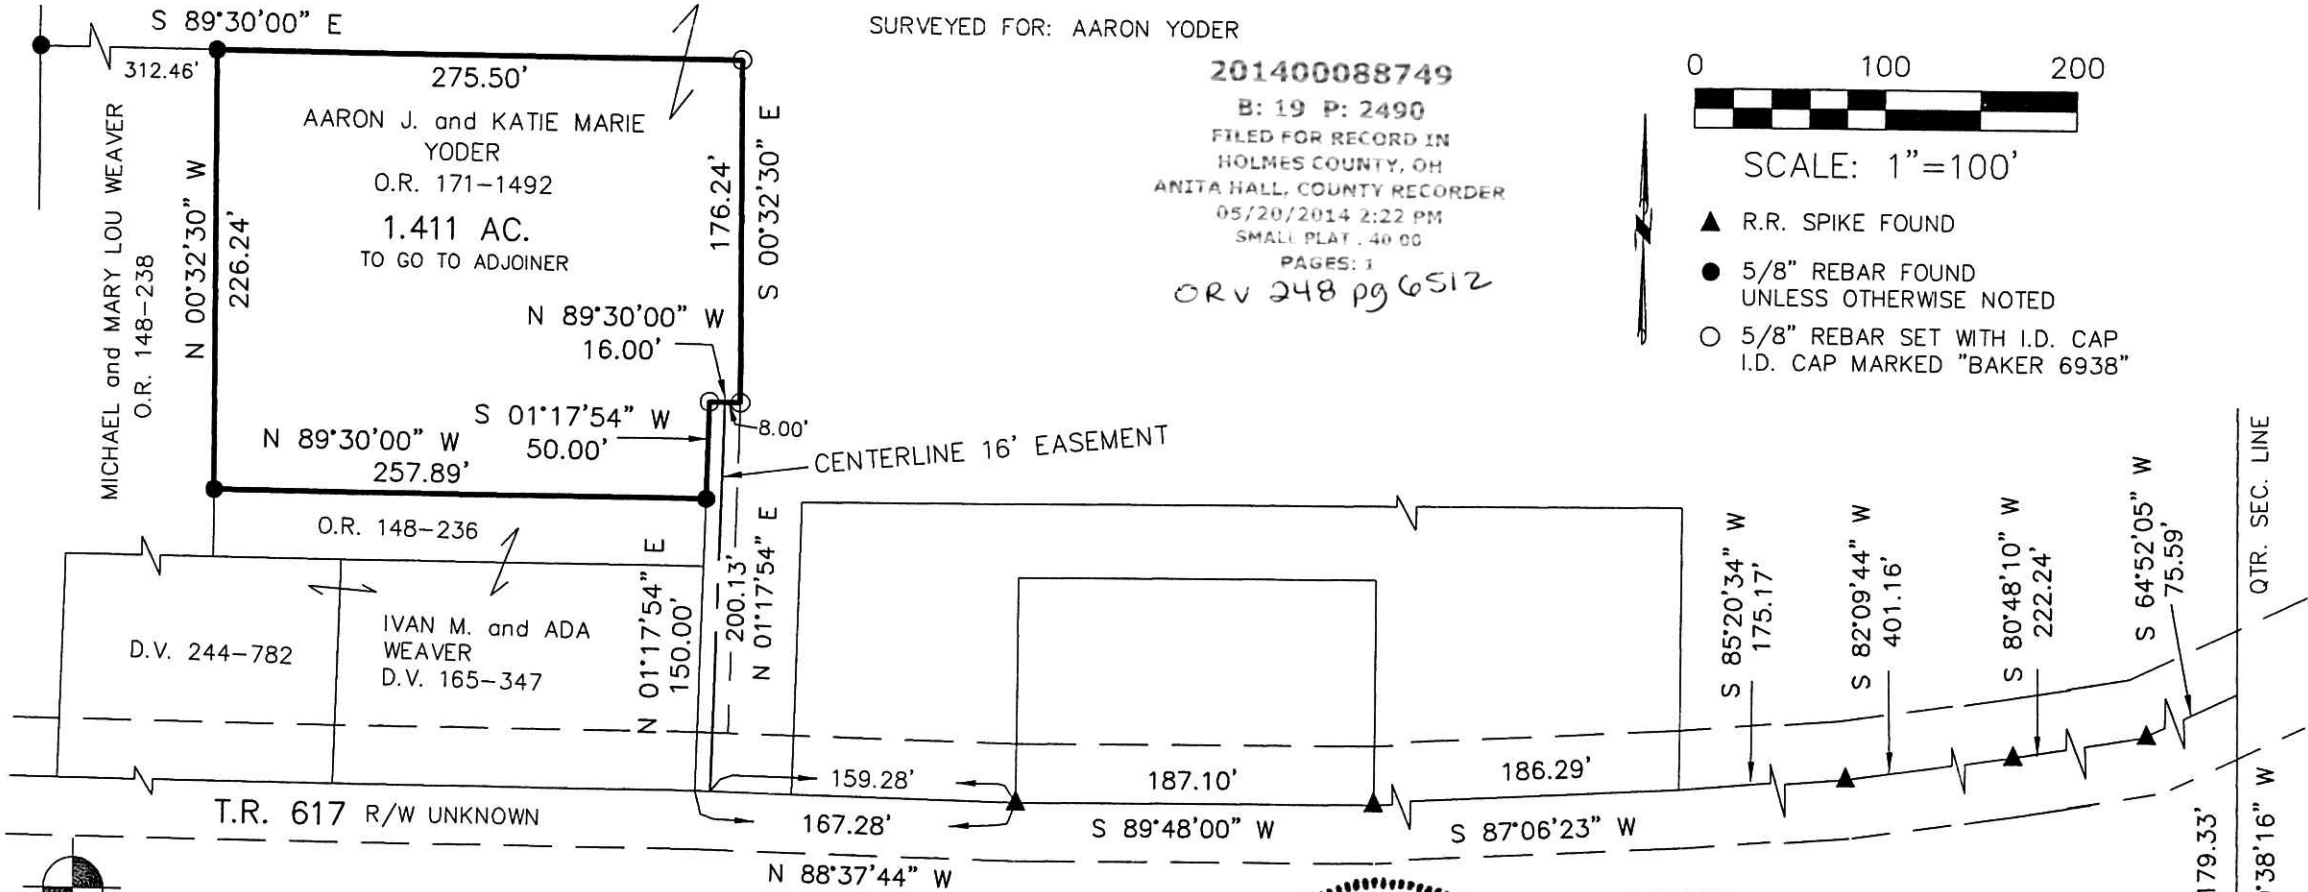 S 89°30'00" E
312.46'
275.50'
AARON J. and KATIE MARIE
YODER
O.R. 171-1492
1.411 AC.
TO GO TO ADJOINER
MICHAEL and MARY LOU WEAVER
O.R. 148-238
N 00°32'30" W
226.24'
176.24'
S 00°32'30" E
N 89°30'00" W
16.00'
S 01°17'54" W
50.00'
8.00'
N 89°30'00" W
257.89'
CENTERLINE 16' EASEMENT
O.R. 148-236
D.V. 244-782
IVAN M. and ADA
WEAVER
D.V. 165-347
N 01°17'54" E
150.00'
200.13'
N 01°17'54" E
SURVEYED FOR: AARON YODER
201400088749
B: 19 P: 2490
FILED FOR RECORD IN
HOLMES COUNTY, OH
ANITA HALL, COUNTY RECORDER
05/20/2014 2:22 PM
SMALL PLAT . 40 00
PAGES: 1
ORV 248 pg 6512
0 100 200
SCALE: 1"=100'
R.R. SPIKE FOUND
5/8" REBAR FOUND
UNLESS OTHERWISE NOTED
5/8" REBAR SET WITH I.D. CAP
I.D. CAP MARKED "BAKER 6938"
N
S 85°20'34" W
175.17'
S 82°09'44" W
401.16'
S 80°48'10" W
222.24'
S 64°52'05" W
75.59'
QTR. SEC. LINE
159.28'
187.10'
186.29'
T.R. 617 R/W UNKNOWN
167.28'
S 89°48'00" W
S 87°06'23" W
N 88°37'44" W
179.33'
°38'16" W